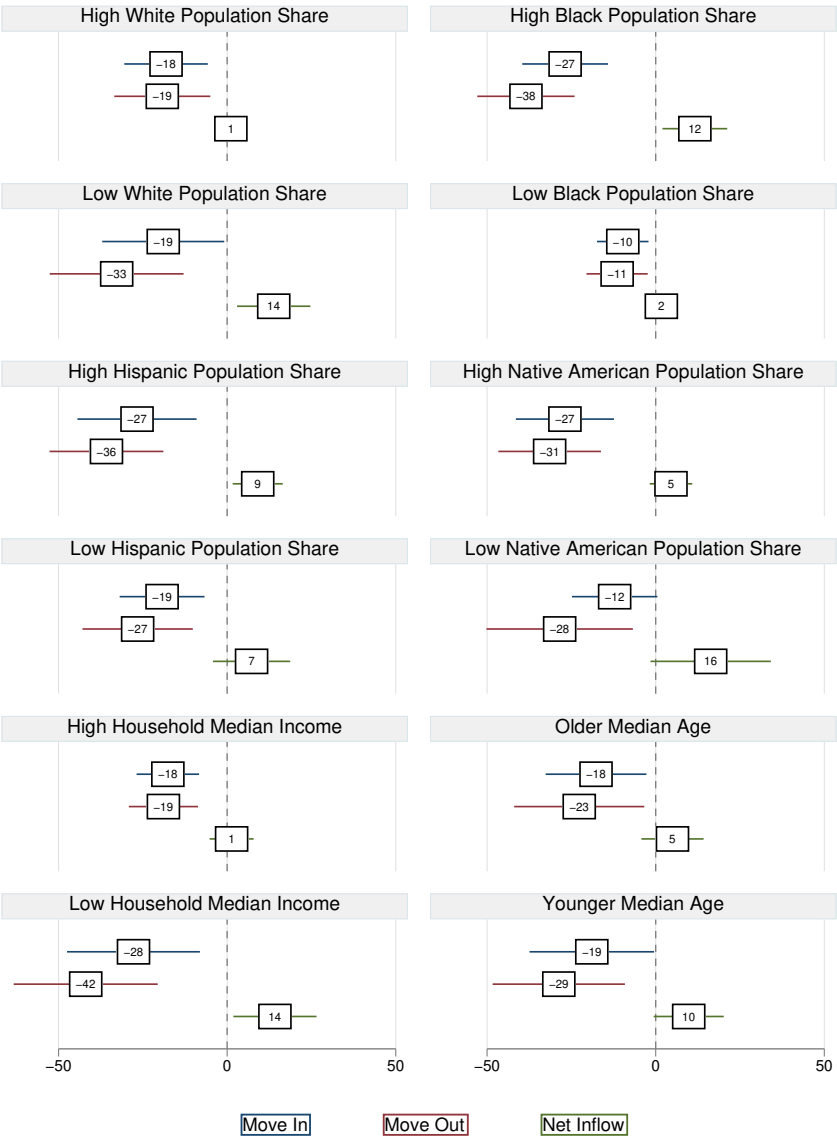 High White Population Share
−18
−19
1
High Black Population Share
−27
−38
12
Low White Population Share
−19
−33
14
Low Black Population Share
−10
−11
2
High Hispanic Population Share
−27
−36
9
High Native American Population Share
−27
−31
5
Low Hispanic Population Share
−19
−27
7
Low Native American Population Share
−12
−28
16
High Household Median Income
−18
−19
1
Older Median Age
−18
−23
5
Low Household Median Income
−28
−42
14
Younger Median Age
−19
−29
10
−50 0 50
−50 0 50
Move In Move Out Net Inflow